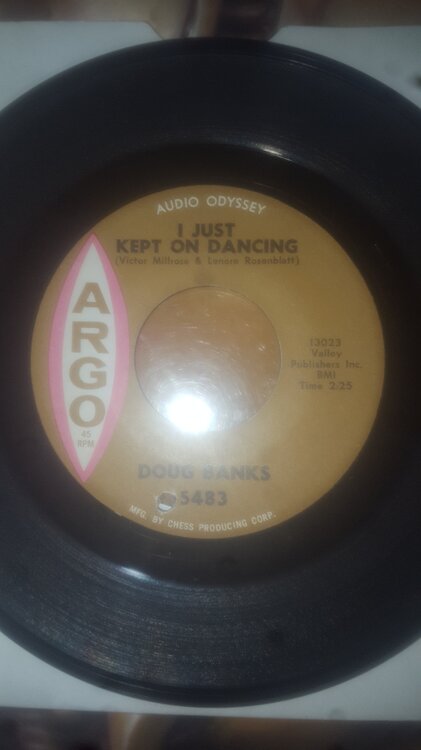 AUDIO ODYSSEY
I JUST
KEPT ON DANCING
(Victor Millrose & Lenore Rosenblatt)
ARGO
45
RPM
13023
Valley
Publishers Inc.
BMI
Time 2:25
DOUG BANKS
5483
MFG. BY CHESS PRODUCING CORP.